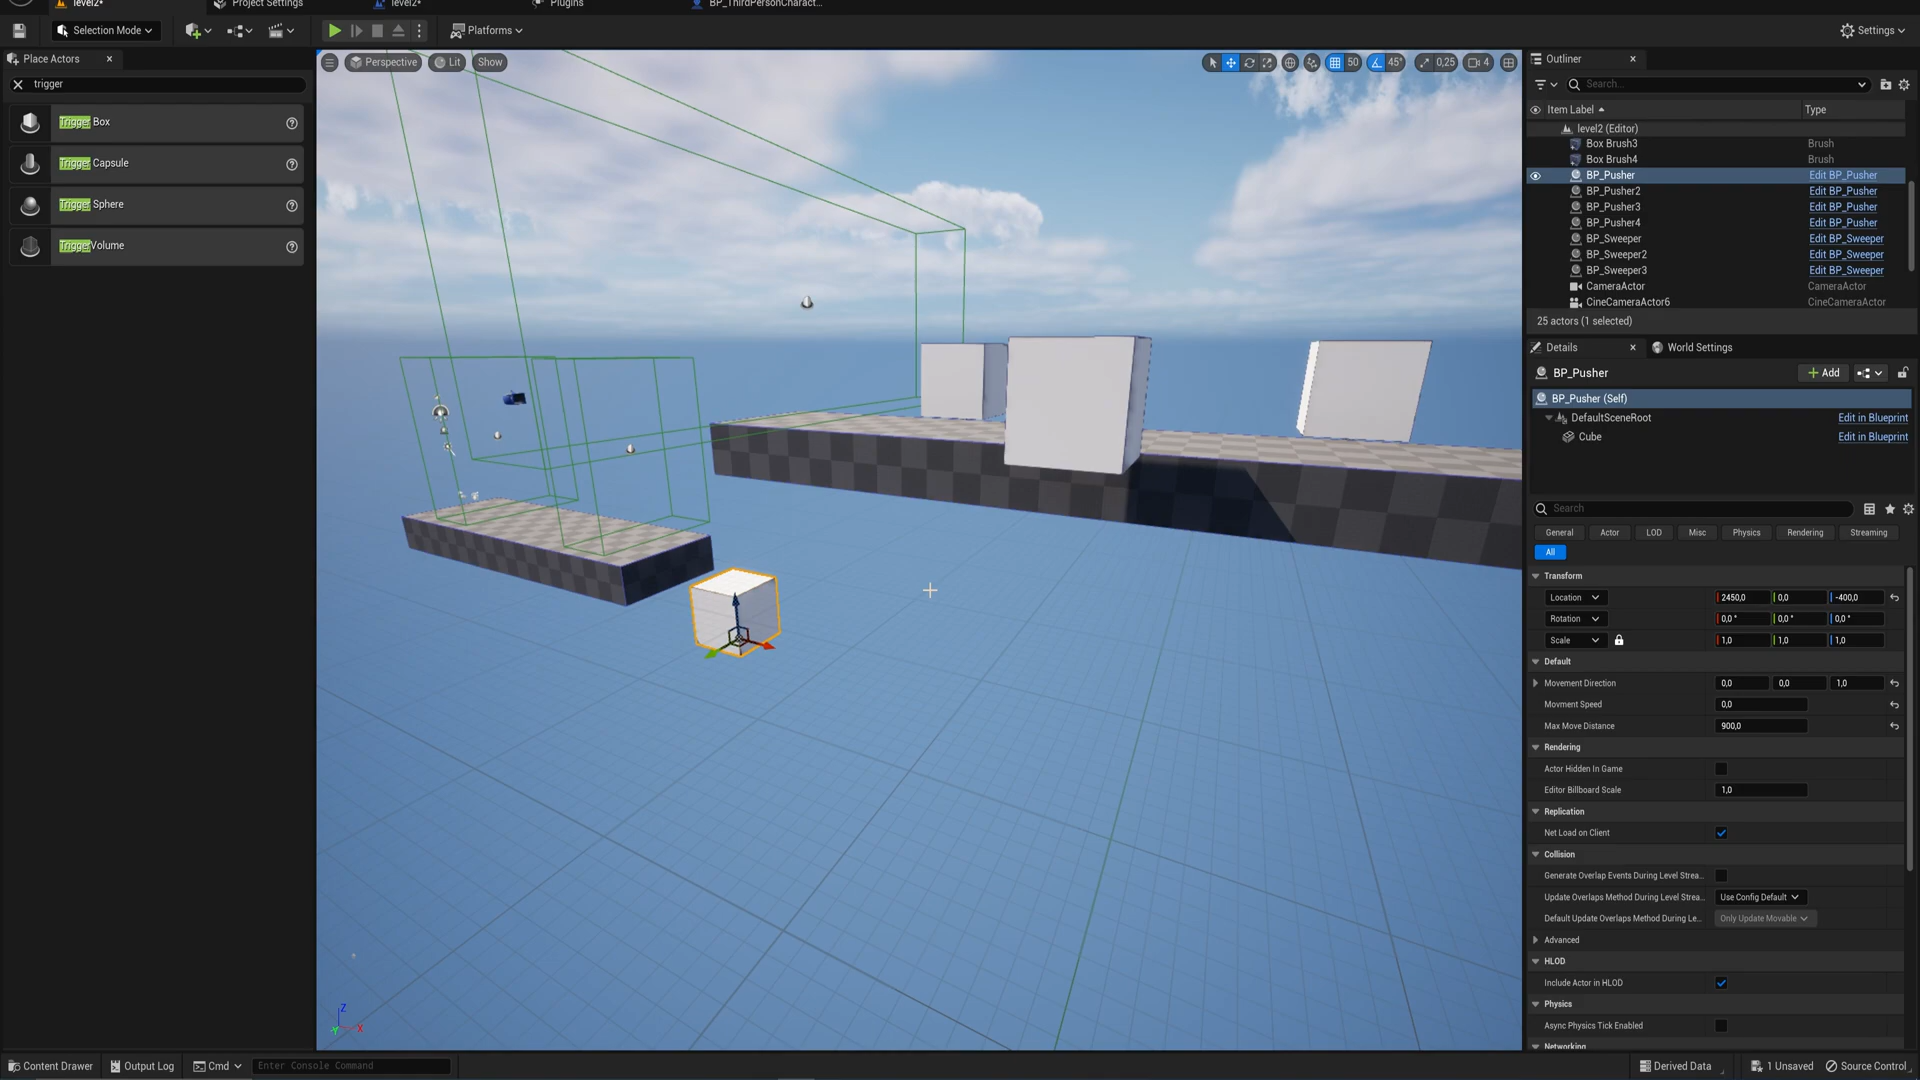 level2*
Project Settings
level2*
Plugins
BP_ThirdPersonCharact...
Selection Mode
Platforms
Settings
Place Actors
trigger
Trigger Box
Trigger Capsule
Trigger Sphere
TriggerVolume
Perspective
Lit
Show
50
45°
0,25
4
Outliner
Search...
Item Label
Type
level2 (Editor)
Box Brush3 Brush
Box Brush4 Brush
BP_Pusher Edit BP_Pusher
BP_Pusher2 Edit BP_Pusher
BP_Pusher3 Edit BP_Pusher
BP_Pusher4 Edit BP_Pusher
BP_Sweeper Edit BP_Sweeper
BP_Sweeper2 Edit BP_Sweeper
BP_Sweeper3 Edit BP_Sweeper
CameraActor CameraActor
CineCameraActor6 CineCameraActor
25 actors (1 selected)
Details
World Settings
BP_Pusher
Add
BP_Pusher (Self)
DefaultSceneRoot Edit in Blueprint
Cube Edit in Blueprint
Search
General Actor LOD Misc Physics Rendering Streaming
All
Transform
Location 2450,0 0,0 -400,0
Rotation 0,0° 0,0° 0,0°
Scale 1,0 1,0 1,0
Default
Movement Direction 0,0 0,0 1,0
Movment Speed 0,0
Max Move Distance 900,0
Rendering
Actor Hidden In Game
Editor Billboard Scale 1,0
Replication
Net Load on Client
Collision
Generate Overlap Events During Level Strea...
Update Overlaps Method During Level Strea... Use Config Default
Default Update Overlaps Method During Le... Only Update Movable
Advanced
HLOD
Include Actor in HLOD
Physics
Async Physics Tick Enabled
Networking
Z
Y
X
Content Drawer
Output Log
Cmd
Enter Console Command
Derived Data
1 Unsaved
Source Control